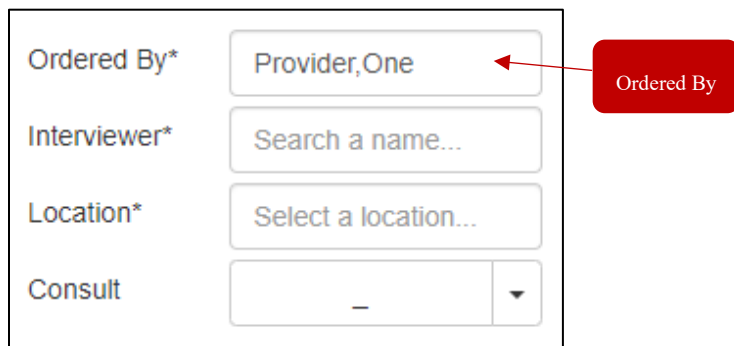 Ordered By* Provider,One
Ordered By
Interviewer* Search a name...
Location* Select a location...
Consult _